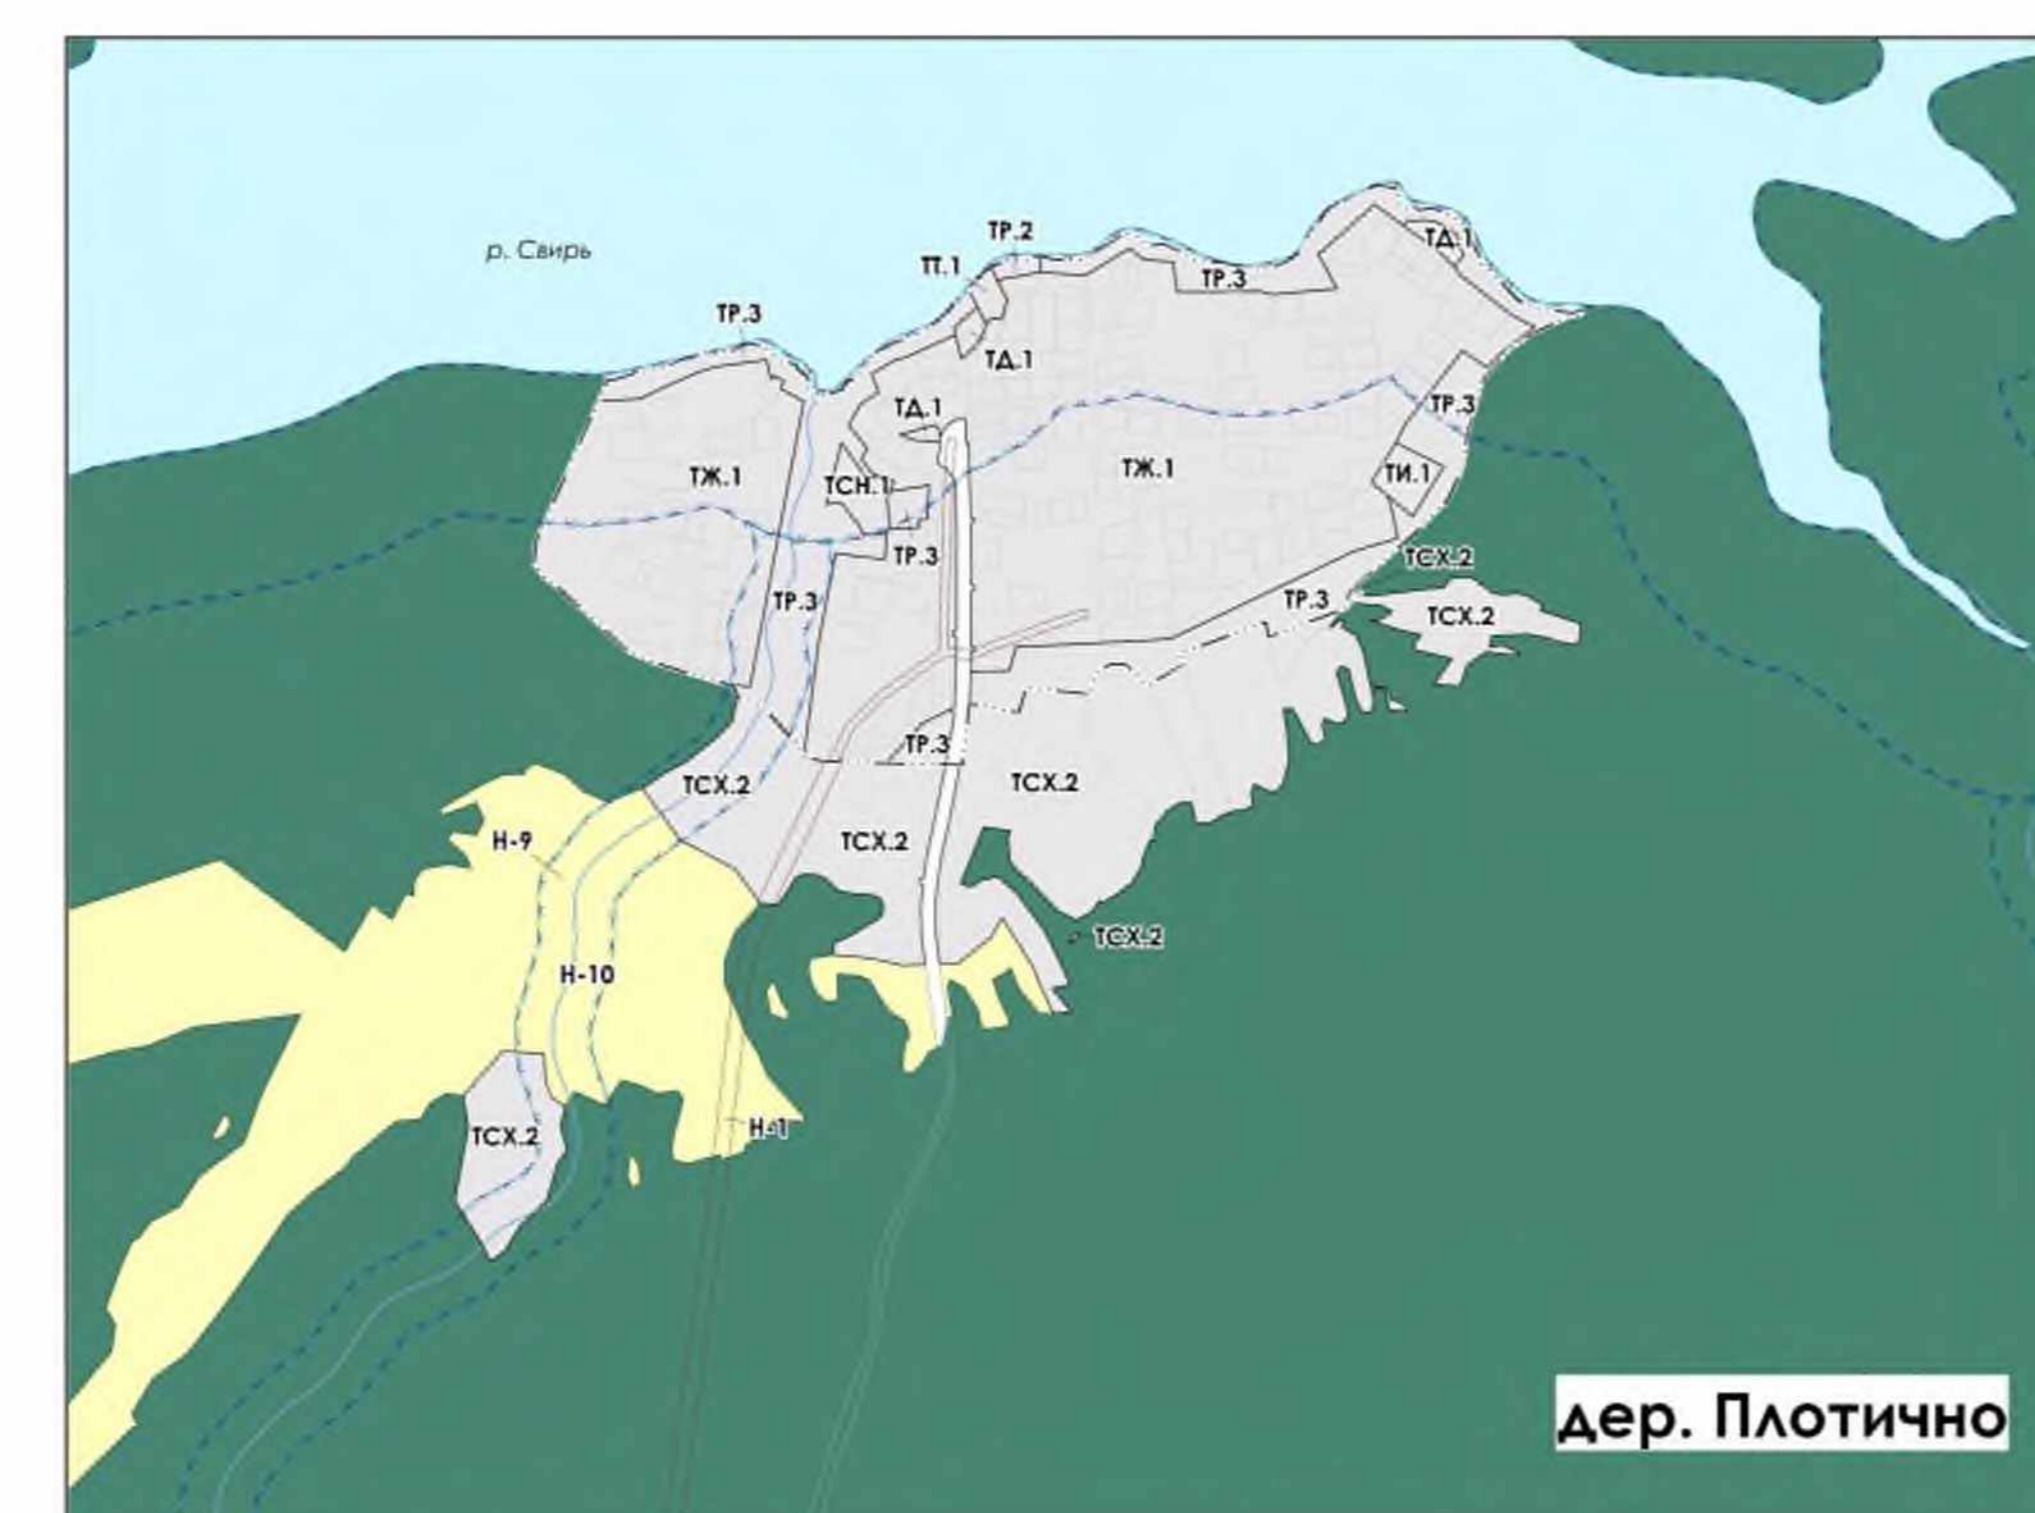 ТР.2
ТД.1
р. Свирь
ТП.1
ТР.3
ТР.3
ТД.1
ТД.1
ТР.3
ТЖ.1
ТЖ.1
ТИ.1
ТСН.1
ТР.3
ТСХ.2
ТР.3
ТР.3
ТСХ.2
ТР.3
ТСХ.2
ТСХ.2
Н-9
ТСХ.2
ТСХ.2
Н-10
Н-1
ТСХ.2
дер. Плотично